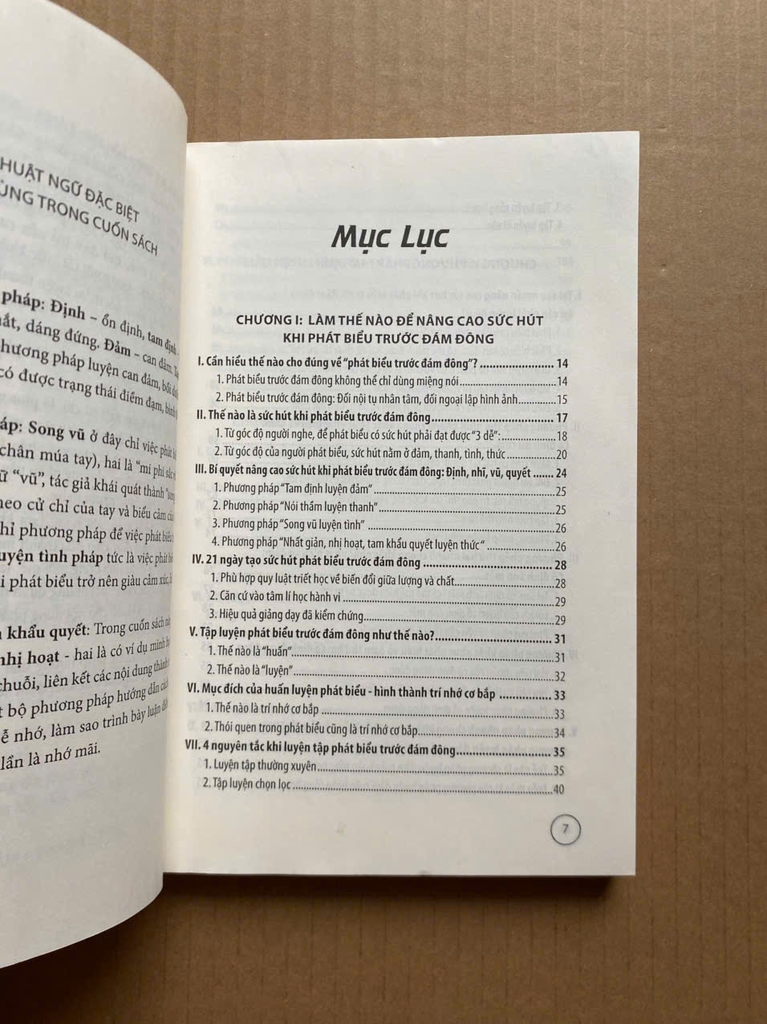 HUẬT NGỮ ĐẶC BIỆT
ÙNG TRONG CUỐN SÁCH
pháp: Định – ổn định, tam định
ắt, dáng đứng. Đảm – can đảm.
hương pháp luyện can đảm, bồi
có được trạng thái điềm đạm,
áp: Song vũ ở đây chỉ việc phát
chân múa tay), hai là "mi phi sắc
ữ "vũ", tác giả khái quát thành
heo cử chỉ của tay và biểu cảm
hỉ phương pháp để việc phát
uyện tình pháp tức là việc phát
i phát biểu trở nên giàu cảm xúc,
khẩu quyết: Trong cuốn sách
nhị hoạt - hai là có ví dụ minh
chuỗi, liên kết các nội dung thành
t bộ phương pháp hướng dẫn cách
ễ nhớ, làm sao trình bày luận
lần là nhớ mãi.
Mục Lục
CHƯƠNG I: LÀM THẾ NÀO ĐỂ NÂNG CAO SỨC HÚT
KHI PHÁT BIỂU TRƯỚC ĐÁM ĐÔNG
I. Cần hiểu thế nào cho đúng về "phát biểu trước đám đông"? ..................... 14
1. Phát biểu trước đám đông không thể chỉ dùng miệng nói ........................ 14
2. Phát biểu trước đám đông: Đối nội tụ nhân tâm, đối ngoại lập hình ảnh .......... 15
II. Thế nào là sức hút khi phát biểu trước đám đông ................................... 17
1. Từ góc độ người nghe, để phát biểu có sức hút phải đạt được "3 dễ": ............. 18
2. Từ góc độ của người phát biểu, sức hút nằm ở đảm, thanh, tình, thức ............ 20
III. Bí quyết nâng cao sức hút khi phát biểu trước đám đông: Định, nhĩ, vũ, quyết ...... 24
1. Phương pháp "Tam định luyện đảm" .................................................. 25
2. Phương pháp "Nói thầm luyện thanh" ................................................ 25
3. Phương pháp "Song vũ luyện tình" .................................................. 26
4. Phương pháp "Nhất giản, nhị hoạt, tam khẩu quyết luyện thức" .................... 26
IV. 21 ngày tạo sức hút phát biểu trước đám đông ..................................... 28
1. Phù hợp quy luật triết học về biến đổi giữa lượng và chất ......................... 28
2. Căn cứ vào tâm lí học hành vi ........................................................ 29
3. Hiệu quả giảng dạy đã kiểm chứng ................................................... 29
V. Tập luyện phát biểu trước đám đông như thế nào? .................................. 31
1. Thế nào là "huấn" ..................................................................... 31
2. Thế nào là "luyện" .................................................................... 32
VI. Mục đích của huấn luyện phát biểu - hình thành trí nhớ cơ bắp ................... 33
1. Thế nào là trí nhớ cơ bắp ............................................................. 33
2. Thói quen trong phát biểu cũng là trí nhớ cơ bắp ................................... 34
VII. 4 nguyên tắc khi luyện tập phát biểu trước đám đông ............................. 35
1. Luyện tập thường xuyên ............................................................... 35
2. Tập luyện chọn lọc ..................................................................... 40
7